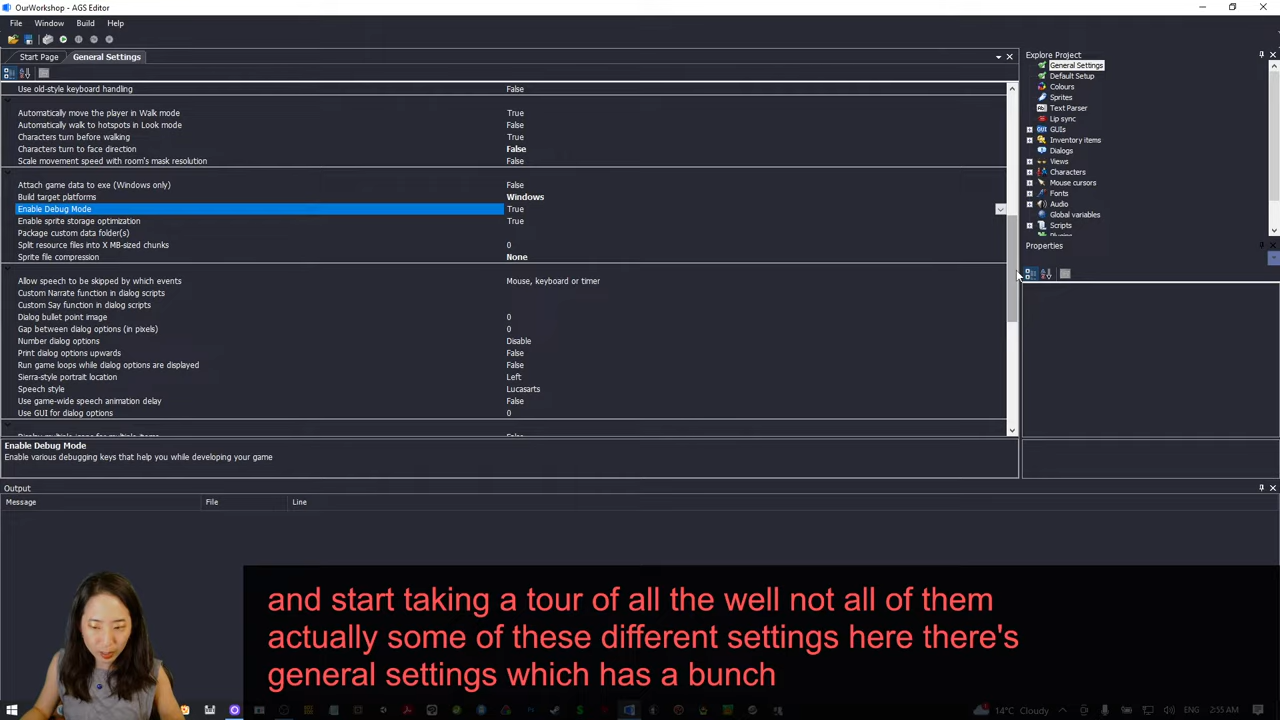 OurWorkshop - AGS Editor
File Window Build Help
Start Page General Settings
Use old-style keyboard handling False
Automatically move the player in Walk mode True
Automatically walk to hotspots in Look mode False
Characters turn before walking True
Characters turn to face direction False
Scale movement speed with room's mask resolution False
Attach game data to exe (Windows only) False
Build target platforms Windows
Enable Debug Mode True
Enable sprite storage optimization True
Package custom data folder(s)
Split resource files into X MB-sized chunks 0
Sprite file compression None
Allow speech to be skipped by which events Mouse, keyboard or timer
Custom Narrate function in dialog scripts
Custom Say function in dialog scripts
Dialog bullet point image 0
Gap between dialog options (in pixels) 0
Number dialog options Disable
Print dialog options upwards False
Run game loops while dialog options are displayed False
Sierra-style portrait location Left
Speech style Lucasarts
Use game-wide speech animation delay False
Use GUI for dialog options 0
Enable Debug Mode
Enable various debugging keys that help you while developing your game
Explore Project
General Settings
Default Setup
Colours
Sprites
Text Parser
Lip sync
GUIs
Inventory items
Dialogs
Views
Characters
Mouse cursors
Fonts
Audio
Global variables
Scripts
Properties
Output
Message File Line
and start taking a tour of all the well not all of them
actually some of these different settings here there's
general settings which has a bunch
14°C Cloudy ENG 2:55 AM